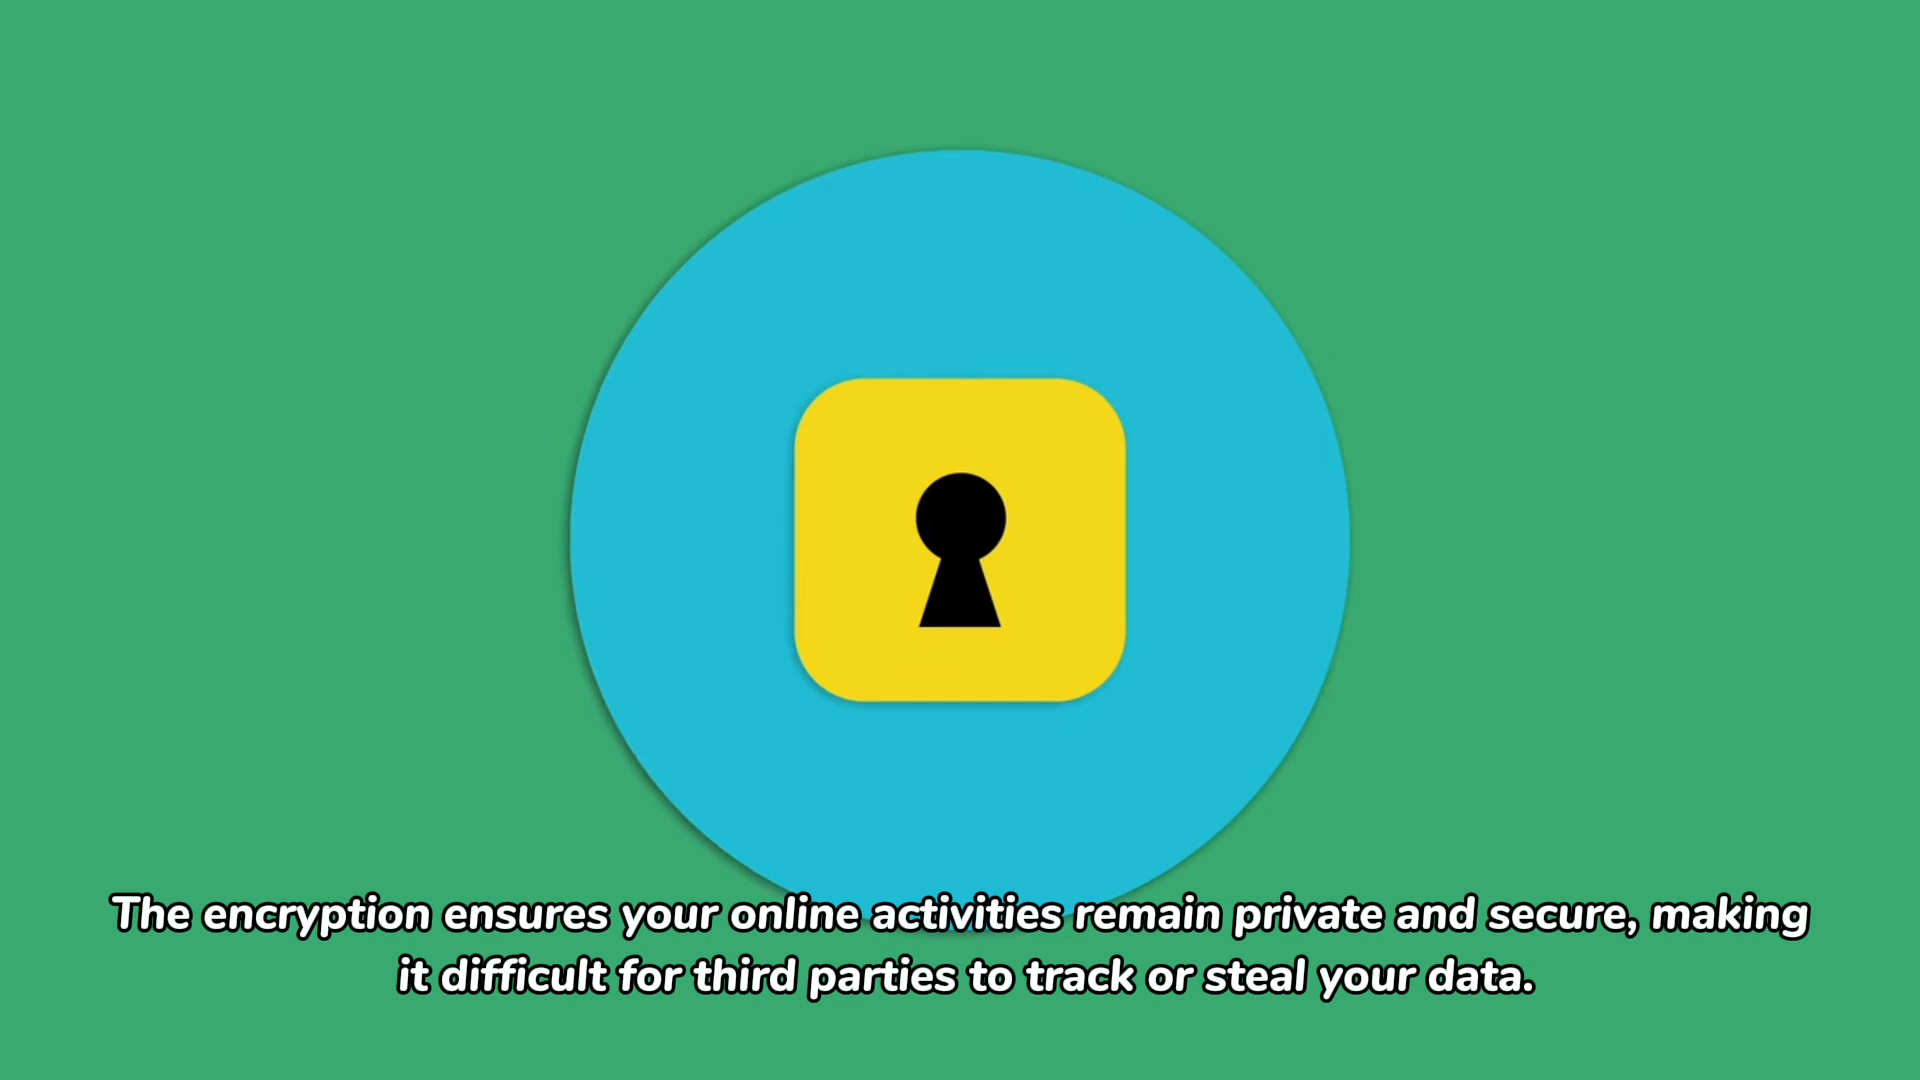 The encryption ensures your online activities remain private and secure, making
it difficult for third parties to track or steal your data.